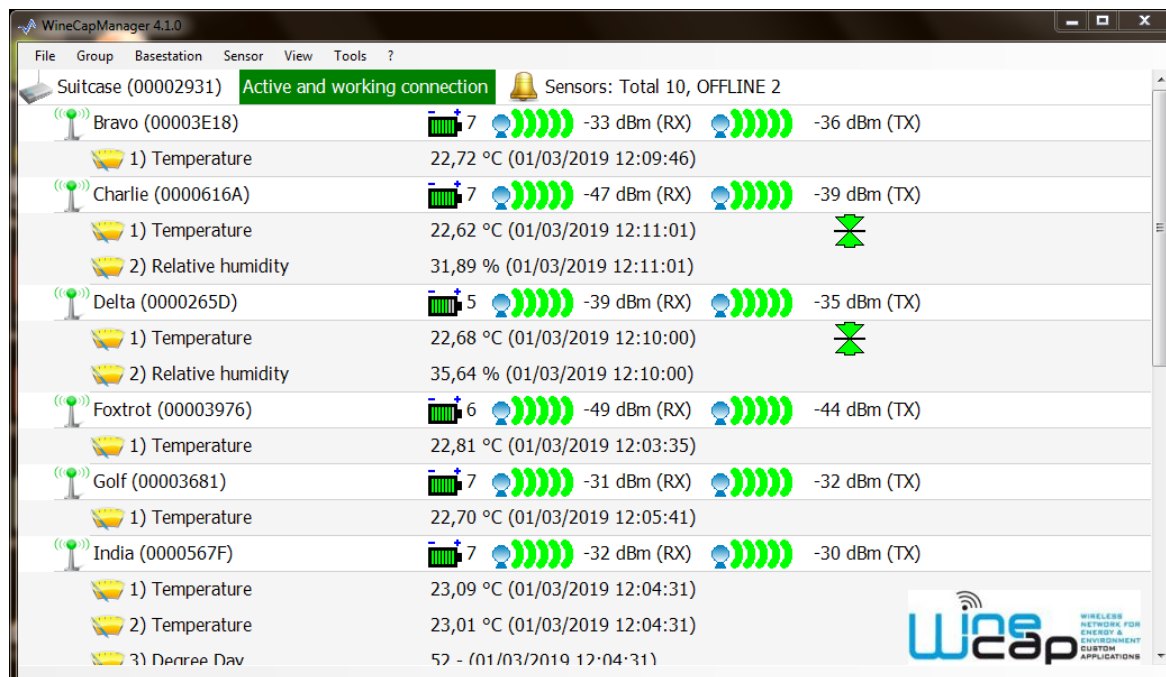 WineCapManager 4.1.0
File Group Basestation Sensor View Tools ?
Suitcase (00002931) Active and working connection Sensors: Total 10, OFFLINE 2
Bravo (00003E18) 7 -33 dBm (RX) -36 dBm (TX)
1) Temperature 22,72 °C (01/03/2019 12:09:46)
Charlie (0000616A) 7 -47 dBm (RX) -39 dBm (TX)
1) Temperature 22,62 °C (01/03/2019 12:11:01)
2) Relative humidity 31,89 % (01/03/2019 12:11:01)
Delta (0000265D) 5 -39 dBm (RX) -35 dBm (TX)
1) Temperature 22,68 °C (01/03/2019 12:10:00)
2) Relative humidity 35,64 % (01/03/2019 12:10:00)
Foxtrot (00003976) 6 -49 dBm (RX) -44 dBm (TX)
1) Temperature 22,81 °C (01/03/2019 12:03:35)
Golf (00003681) 7 -31 dBm (RX) -32 dBm (TX)
1) Temperature 22,70 °C (01/03/2019 12:05:41)
India (0000567F) 7 -32 dBm (RX) -30 dBm (TX)
1) Temperature 23,09 °C (01/03/2019 12:04:31)
2) Temperature 23,01 °C (01/03/2019 12:04:31)
3) Degree Day 52 - (01/03/2019 12:04:31)
wine cap
WIRELESS
NETWORK FOR
ENERGY &
ENVIRONMENT
CUSTOM
APPLICATIONS